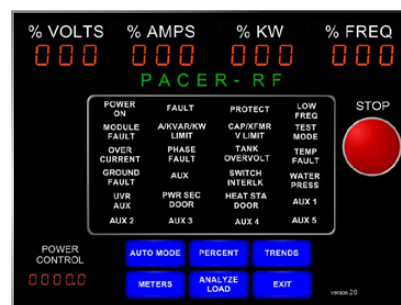 % VOLTS % AMPS % KW % FREQ
000 000 000 000
PACER-RF
POWER ON FAULT PROTECT LOW FREQ
MODULE FAULT A/KVAR/KW LIMIT CAP/XFMR V LIMIT TEST MODE
OVER CURRENT PHASE FAULT TANK OVERVOLT TEMP FAULT
GROUND FAULT AUX SWITCH INTERLK WATER PRESS
UVR AUX PWR SEC DOOR HEAT STA DOOR AUX 1
AUX 2 AUX 3 AUX 4 AUX 5
STOP
POWER CONTROL
0000.0
AUTO MODE PERCENT TRENDS
METERS ANALYZE LOAD EXIT
version 2.0